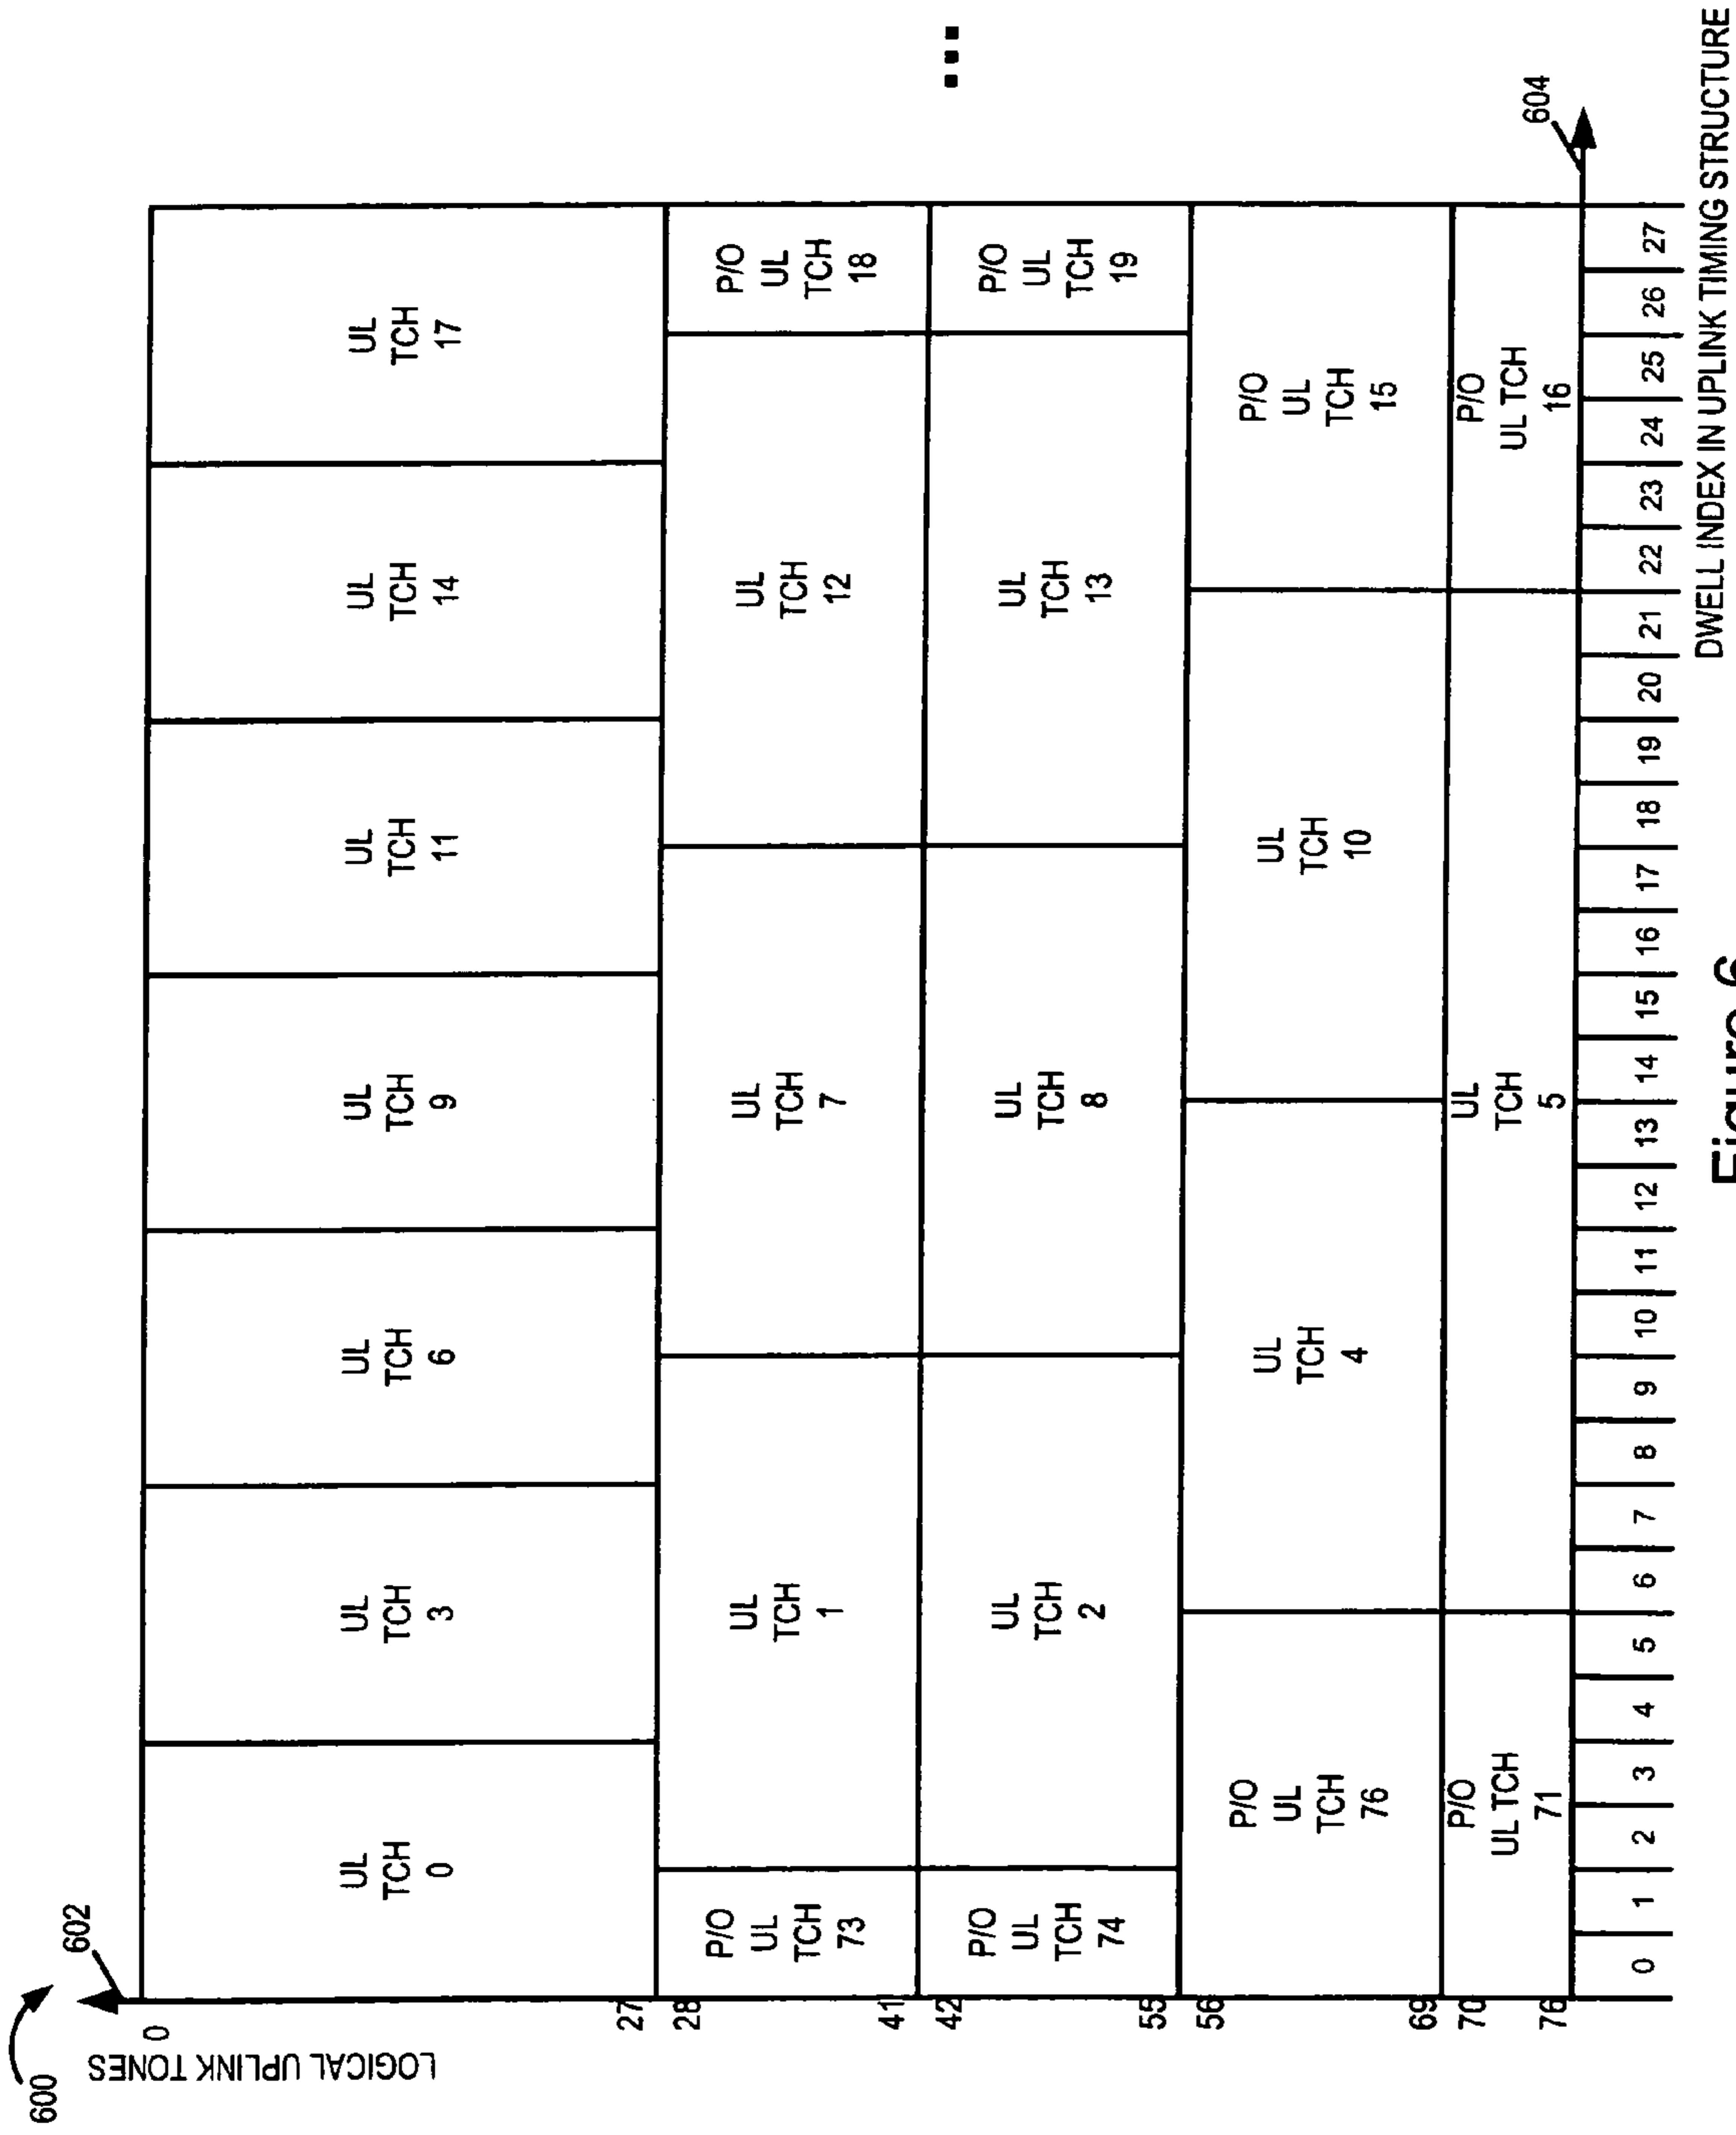 600
602
LOGICAL UPLINK TONES
0
27
28
41
42
55
56
69
70
76
UL
TCH
0
UL
TCH
3
UL
TCH
6
UL
TCH
9
UL
TCH
11
UL
TCH
14
UL
TCH
17
P/O
UL
TCH
73
UL
TCH
1
UL
TCH
7
UL
TCH
12
P/O
UL
TCH
18
P/O
UL
TCH
74
UL
TCH
2
UL
TCH
8
UL
TCH
13
P/O
UL
TCH
19
P/O
UL
TCH
76
UL
TCH
4
UL
TCH
10
P/O
UL
TCH
15
P/O
UL TCH
71
UL
TCH
5
P/O
UL TCH
16
0 1 2 3 4 5 6 7 8 9 10 11 12 13 14 15 16 17 18 19 20 21 22 23 24 25 26 27
604
...
DWELL INDEX IN UPLINK TIMING STRUCTURE
Figure 6